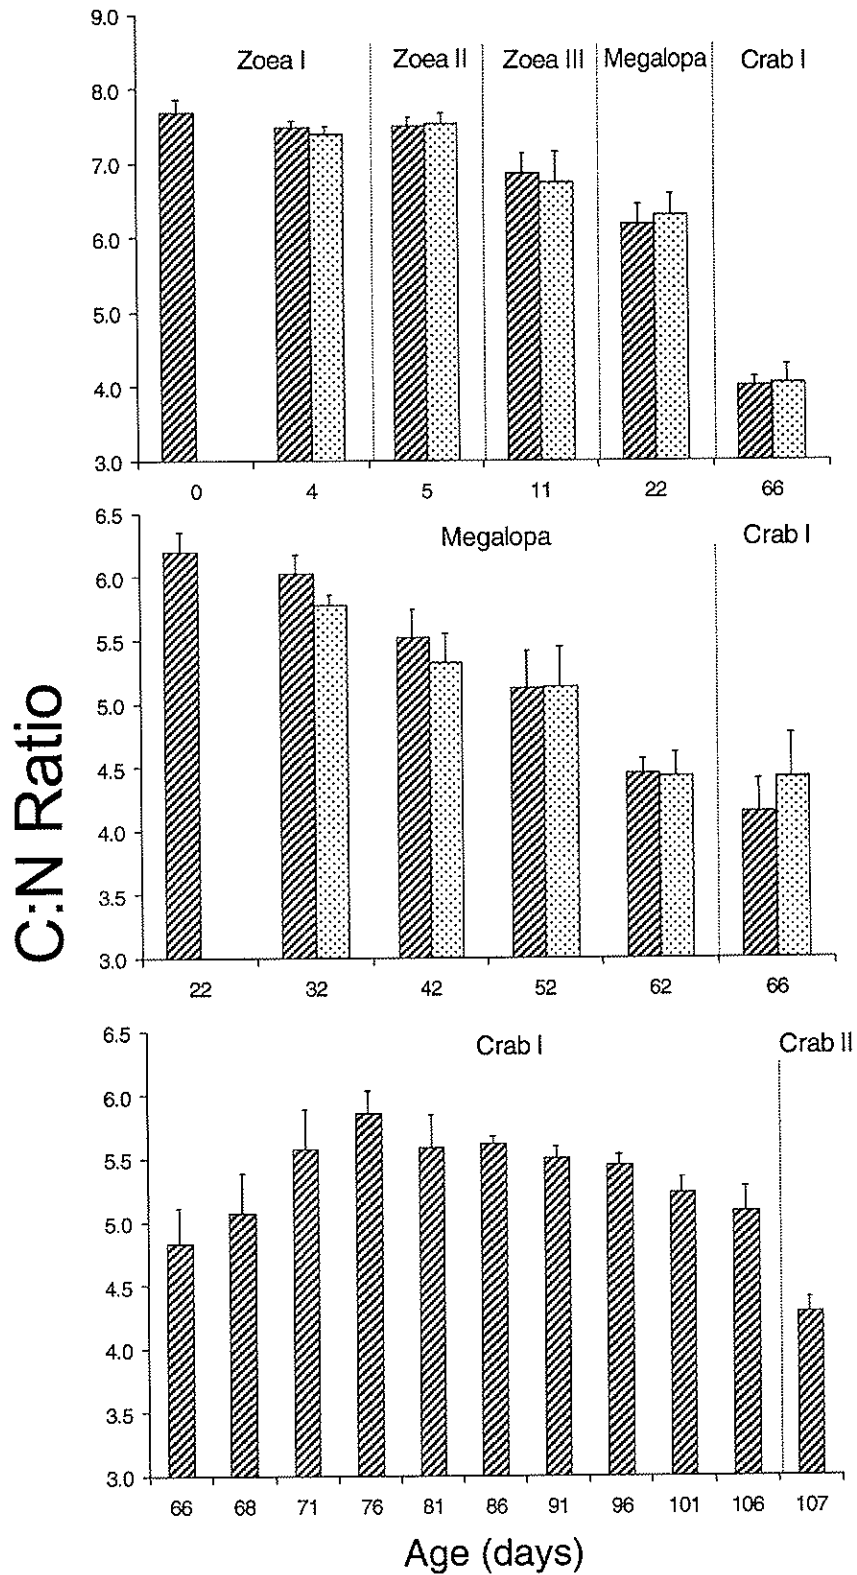 9.0
Zoea I Zoea II Zoea III Megalopa Crab I
8.0
7.0
6.0
5.0
4.0
3.0
0 4 5 11 22 66
6.5
Megalopa Crab I
6.0
5.5
5.0
4.5
4.0
3.5
3.0
22 32 42 52 62 66
C:N Ratio
6.5
Crab I Crab II
6.0
5.5
5.0
4.5
4.0
3.5
3.0
66 68 71 76 81 86 91 96 101 106 107
Age (days)